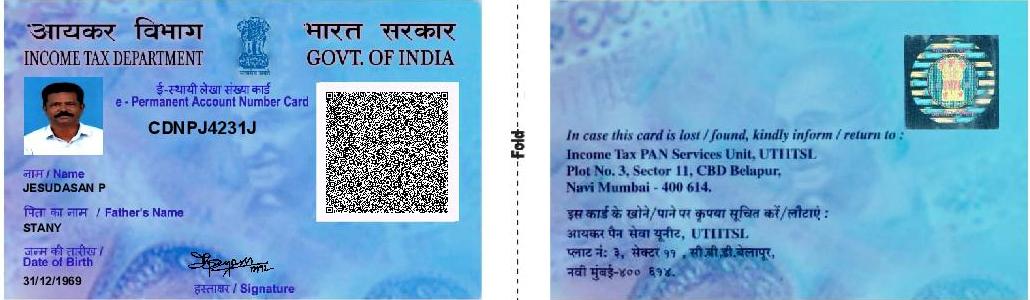 आयकर विभाग
INCOME TAX DEPARTMENT
भारत सरकार
GOVT. OF INDIA
ई-स्थायी लेखा संख्या कार्ड
e - Permanent Account Number Card
CDNPJ4231J
नाम / Name
JESUDASAN P
पिता का नाम / Father's Name
STANY
जन्म की तारीख /
Date of Birth
31/12/1969
हस्ताक्षर / Signature
Fold
In case this card is lost / found, kindly inform / return to :
Income Tax PAN Services Unit, UTIITSL
Plot No. 3, Sector 11, CBD Belapur,
Navi Mumbai - 400 614.
इस कार्ड के खोने/पाने पर कृपया सूचित करें/लौटाएं :
आयकर पैन सेवा यूनीट, UTIITSL
प्लाट नं: ३, सेक्टर ११ , सी.बी.डी.बेलापूर,
नवी मुंबई-४०० ६१४.